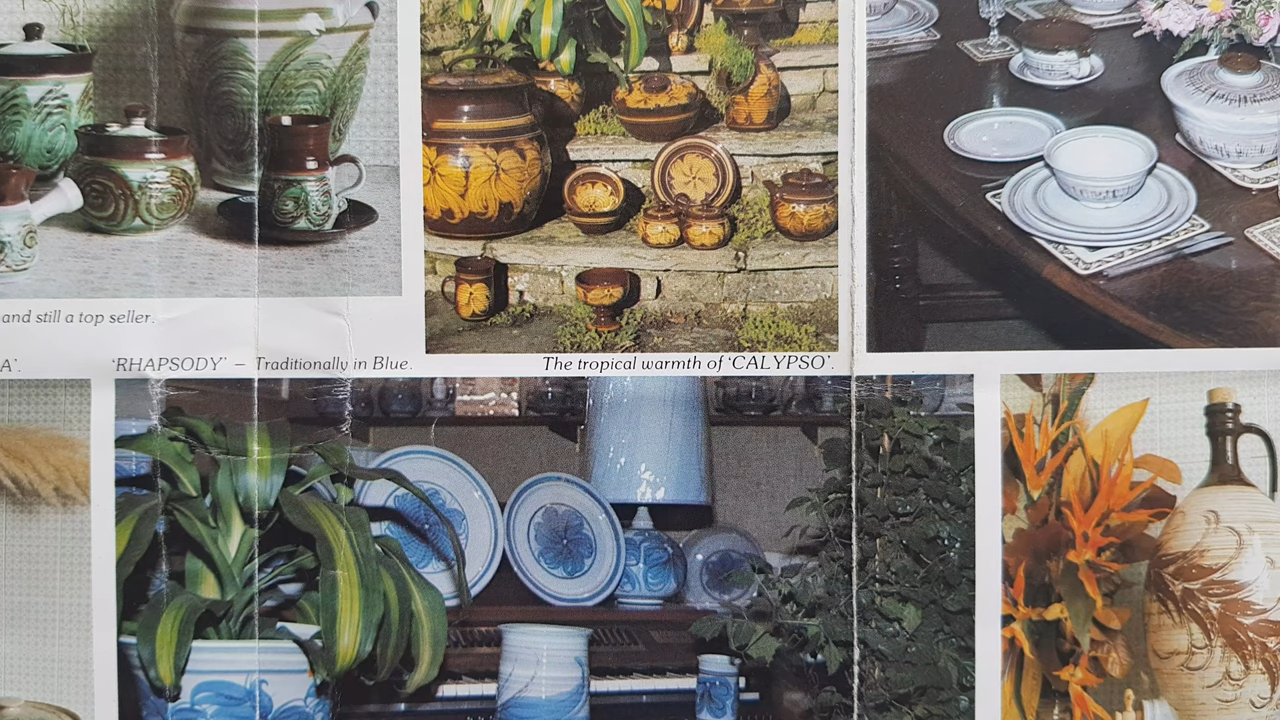 and still a top seller.
A'.
'RHAPSODY' — Traditionally in Blue.
The tropical warmth of 'CALYPSO'.